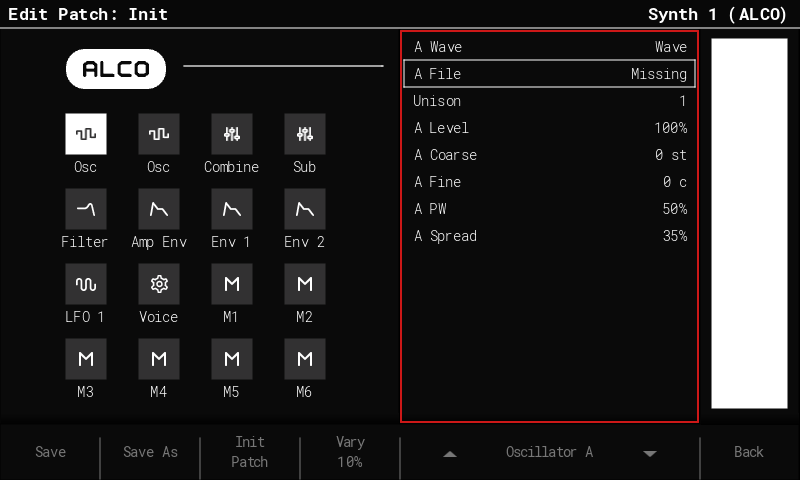 Edit Patch: Init
Synth 1 (ALCO)
ALCO
Osc Osc Combine Sub
Filter Amp Env Env 1 Env 2
LFO 1 Voice M1 M2
M3 M4 M5 M6
A Wave Wave
A File Missing
Unison 1
A Level 100%
A Coarse 0 st
A Fine 0 c
A PW 50%
A Spread 35%
Save
Save As
Init
Patch
Vary
10%
Oscillator A
Back